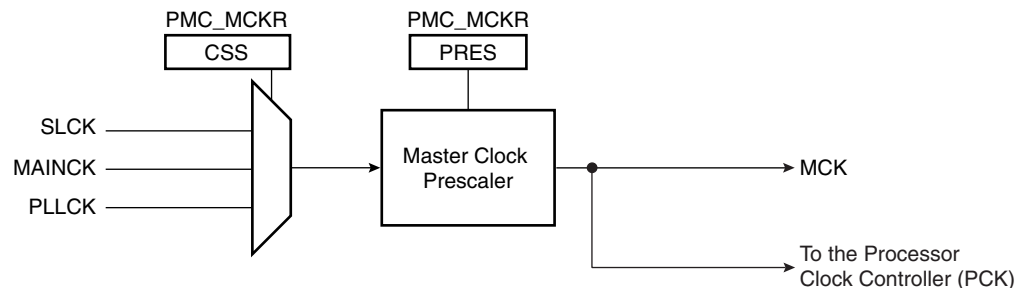 PMC_MCKR
PMC_MCKR
CSS
PRES
SLCK
MAINCK
PLLCK
Master Clock
Prescaler
MCK
To the Processor
Clock Controller (PCK)